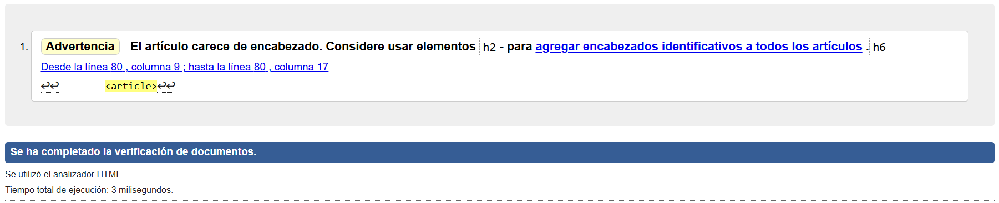 1. Advertencia El artículo carece de encabezado. Considere usar elementos h2 - para agregar encabezados identificativos a todos los artículos . h6
Desde la línea 80 , columna 9 ; hasta la línea 80 , columna 17
↩↩ <article>↩↩
Se ha completado la verificación de documentos.
Se utilizó el analizador HTML.
Tiempo total de ejecución: 3 milisegundos.